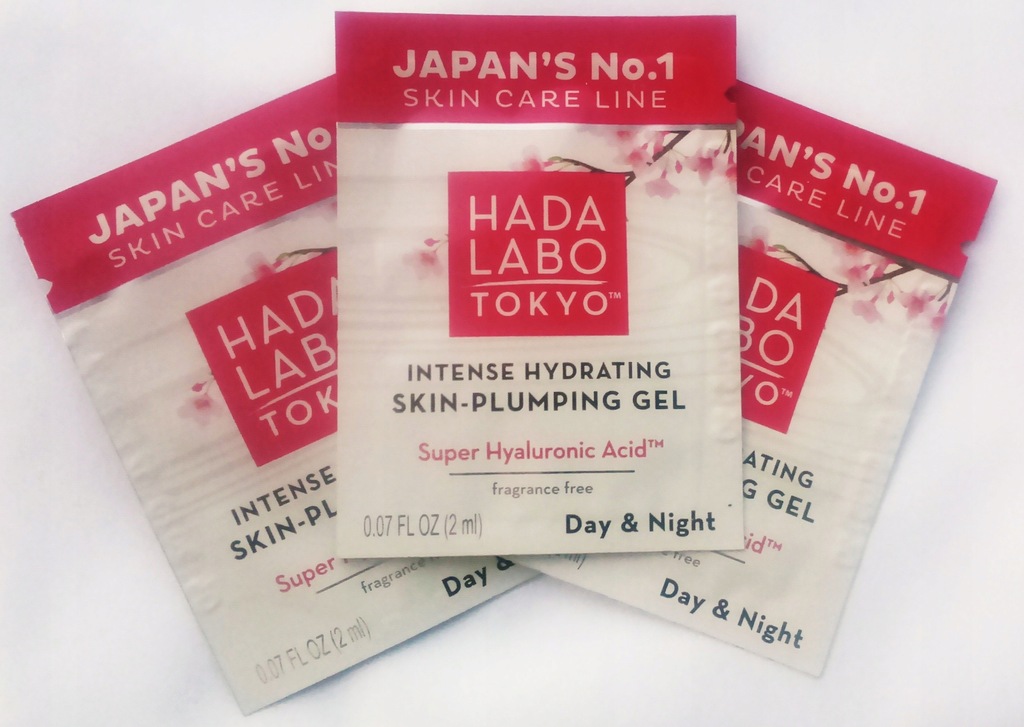 JAPAN'S No.1
SKIN CARE LINE
HADA
LABO
TOKYO™
INTENSE HYDRATING
SKIN-PLUMPING GEL
Super Hyaluronic Acid™
fragrance free
0.07 FL OZ (2 ml)
Day & Night
JAPAN'S No
SKIN CARE LIN
HADA
LAB
TOK
INTENSE
SKIN-PL
Super
fragrance
Day &
0.07 FL OZ (2 ml)
PAN'S No.1
CARE LINE
DA
BO
YO™
ATING
G GEL
id™
free
ml)
Day & Night